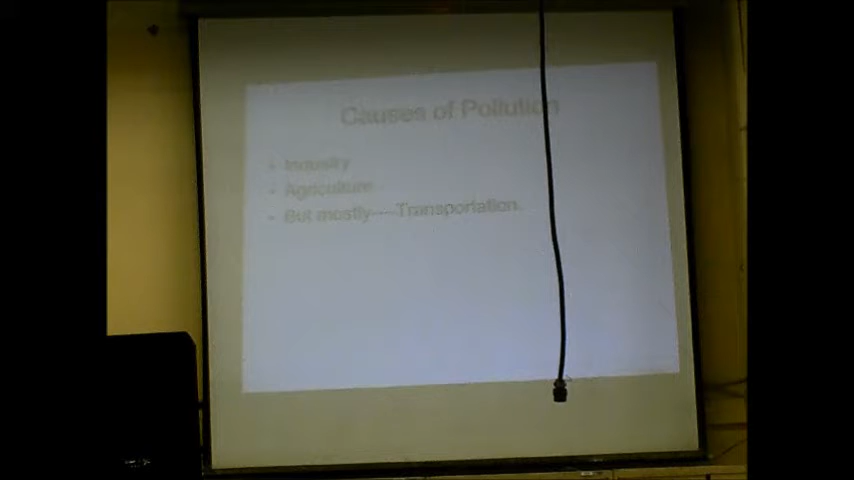 Causes of Pollution
• Industry
• Agriculture
• But mostly----Transportation.